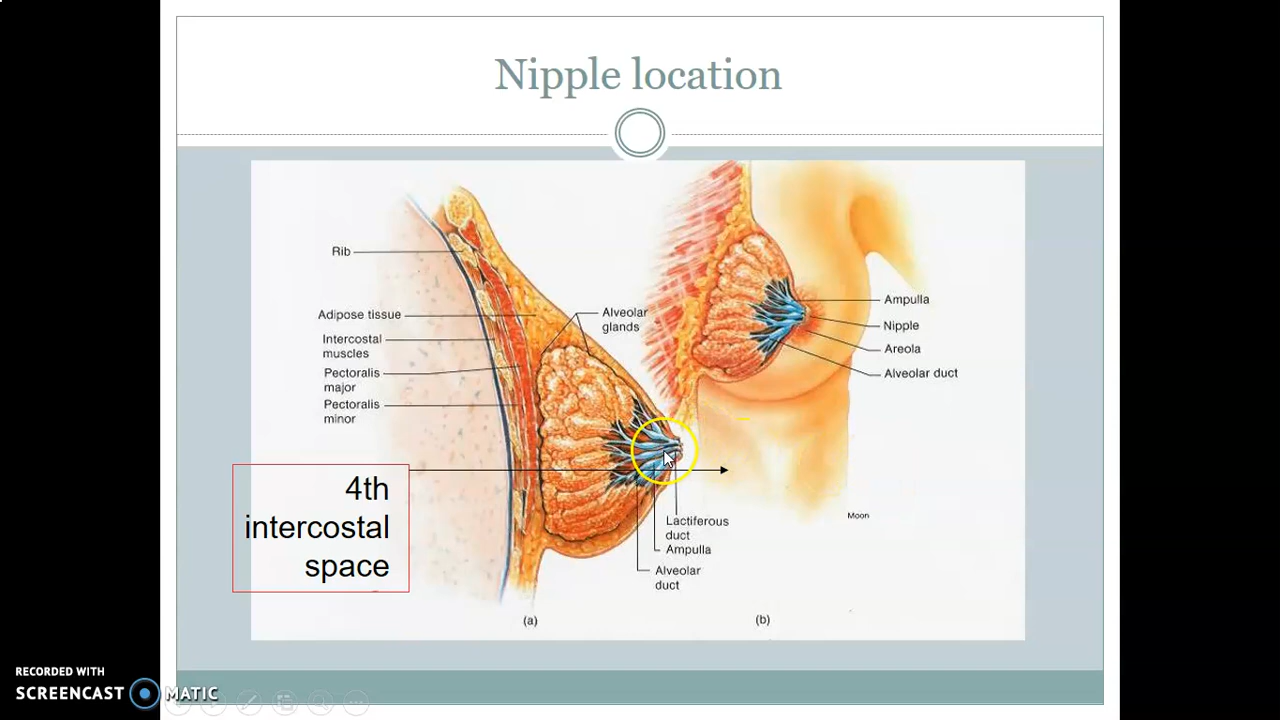 Nipple location
Rib
Adipose tissue
Intercostal
muscles
Pectoralis
major
Pectoralis
minor
Alveolar
glands
4th
intercostal
space
Lactiferous
duct
Ampulla
Alveolar
duct
(a)
Ampulla
Nipple
Areola
Alveolar duct
Moon
(b)
RECORDED WITH
SCREENCAST MATIC